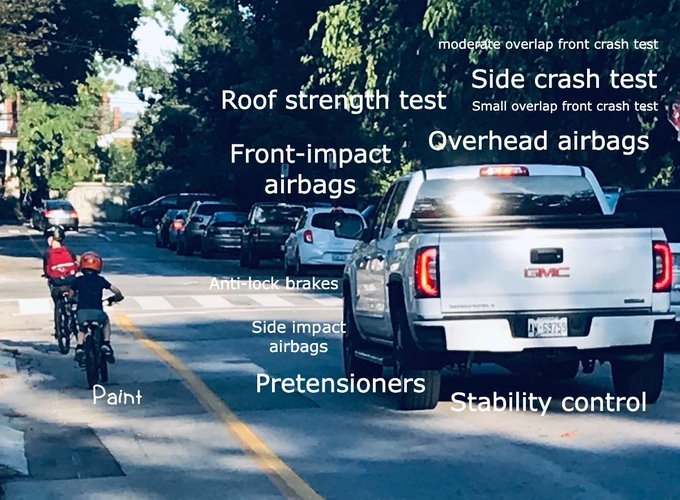 moderate overlap front crash test
Side crash test
Roof strength test
Small overlap front crash test
Overhead airbags
Front-impact
airbags
GMC
Anti-lock brakes
Side impact
airbags
Pretensioners
Paint
Stability control